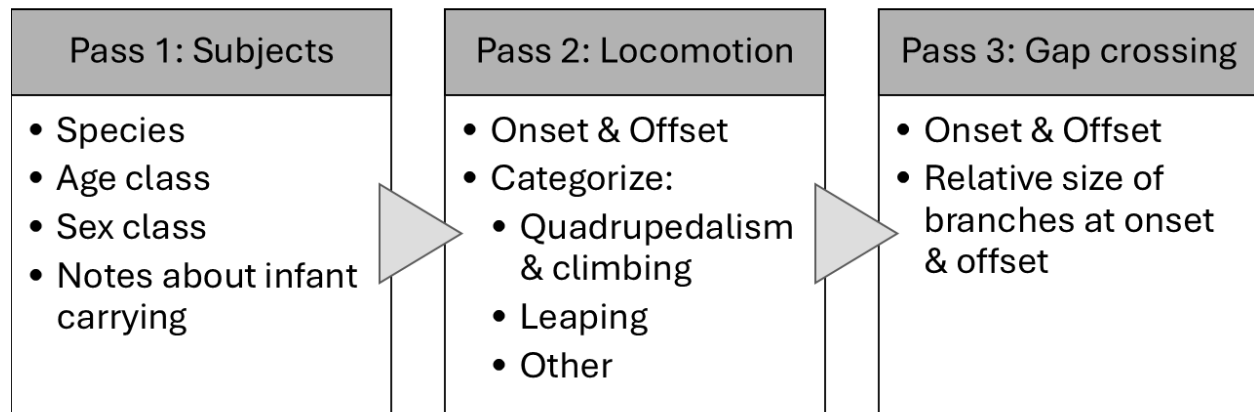 Pass 1: Subjects
• Species
• Age class
• Sex class
• Notes about infant
carrying
Pass 2: Locomotion
• Onset & Offset
• Categorize:
• Quadrupedalism
& climbing
• Leaping
• Other
Pass 3: Gap crossing
• Onset & Offset
• Relative size of
branches at onset
& offset